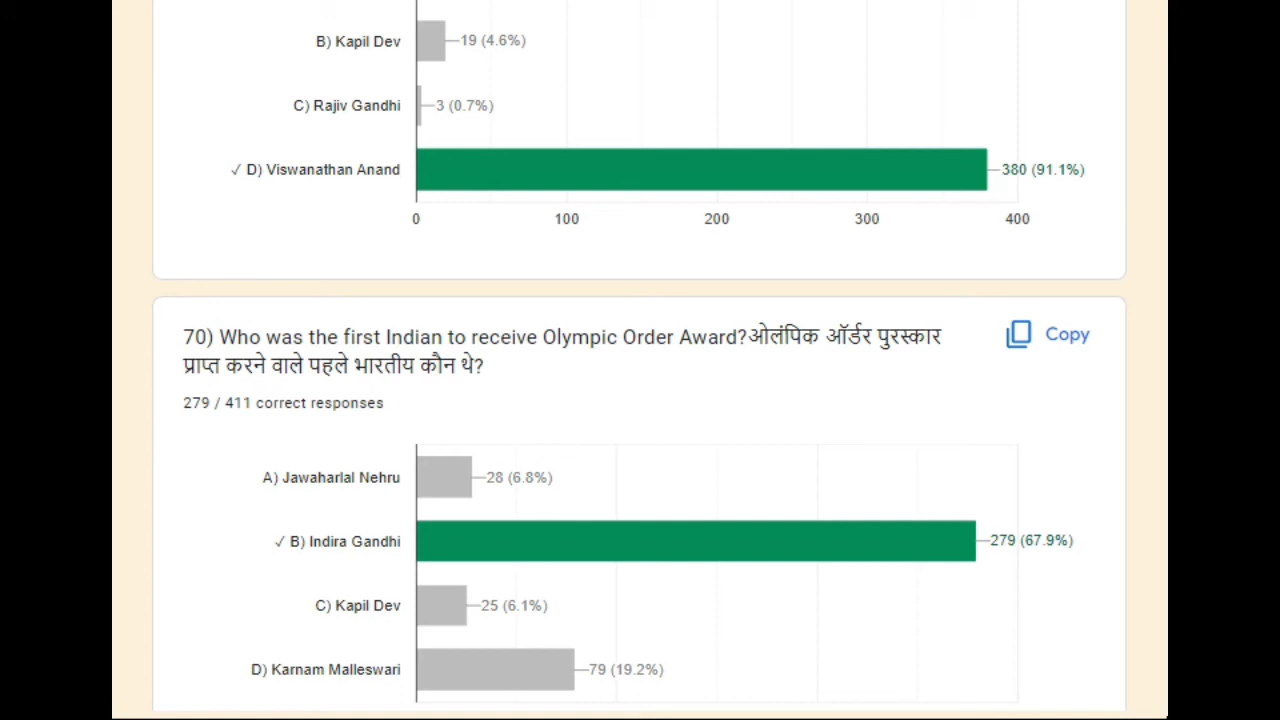 B) Kapil Dev 19 (4.6%)
C) Rajiv Gandhi 3 (0.7%)
✓ D) Viswanathan Anand 380 (91.1%)
0 100 200 300 400
70) Who was the first Indian to receive Olympic Order Award?ओलंपिक ऑर्डर पुरस्कार Copy
प्राप्त करने वाले पहले भारतीय कौन थे?
279 / 411 correct responses
A) Jawaharlal Nehru 28 (6.8%)
✓ B) Indira Gandhi 279 (67.9%)
C) Kapil Dev 25 (6.1%)
D) Karnam Malleswari 79 (19.2%)